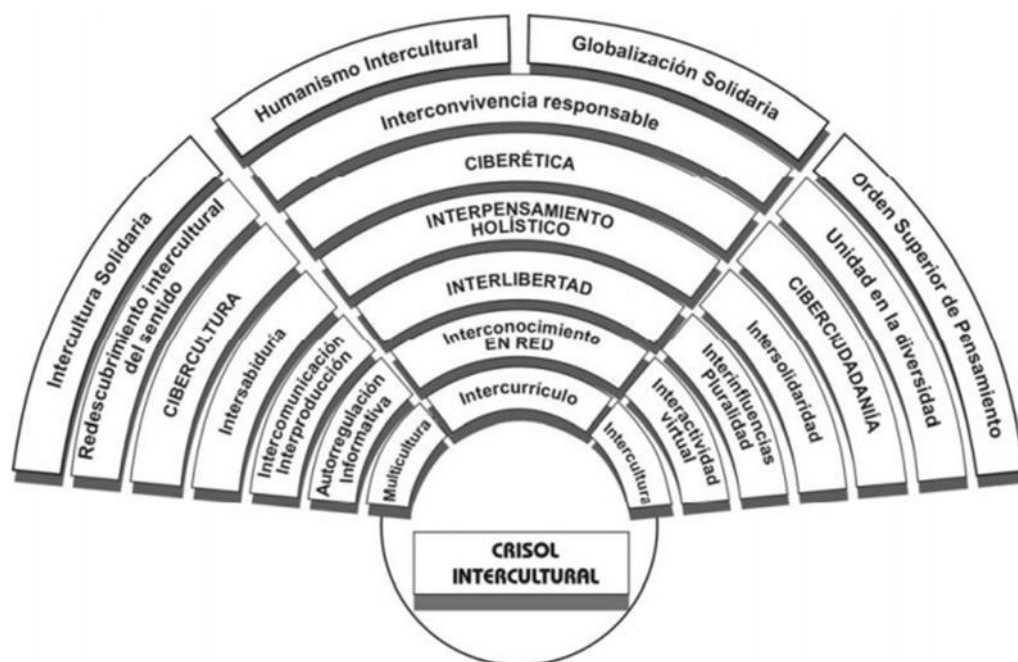 Humanismo Intercultural
Globalización Solidaria
Intercultura Solidaria
Redescubrimiento intercultural
del sentido
CIBERCULTURA
Intersabiduria
Intercomunicación
Interproducción
Autorregulación
Informativa
Multicultura
Interconvivencia responsable
CIBERÉTICA
INTERPENSAMIENTO
HOLÍSTICO
INTERLIBERTAD
Interconocimiento
EN RED
Intercurrículo
Orden Superior de Pensamiento
Unidad en la diversidad
CIBERCIUDADANIÍA
Intersolidaridad
Interinfluencias
Pluralidad
Interactividad
virtual
Intercultura
CRISOL
INTERCULTURAL